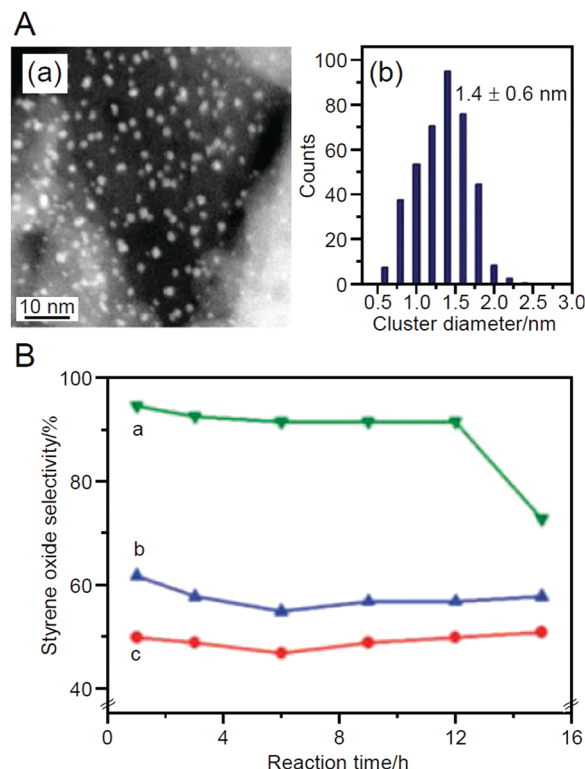 A
(a)
10 nm
(b)
1.4 ± 0.6 nm
Counts
100
80
60
40
20
0
0.5 1.0 1.5 2.0 2.5 3.0
Cluster diameter/nm
B
Styrene oxide selectivity/%
100
80
60
40
a
b
c
0 4 8 12 16
Reaction time/h